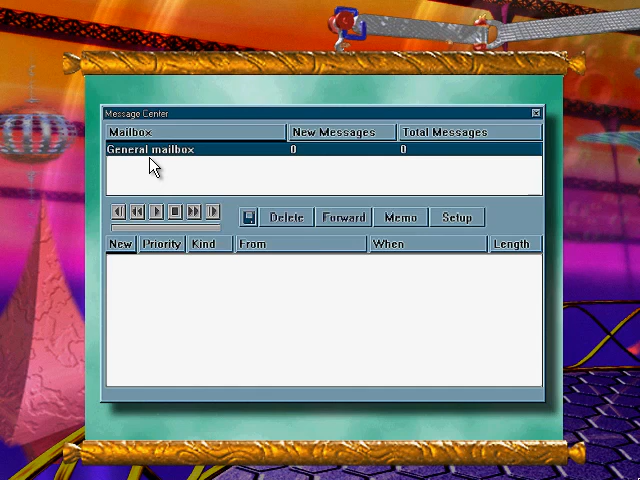 Message Center
Mailbox New Messages Total Messages
General mailbox 0 0
Delete Forward Memo Setup
New Priority Kind From When Length